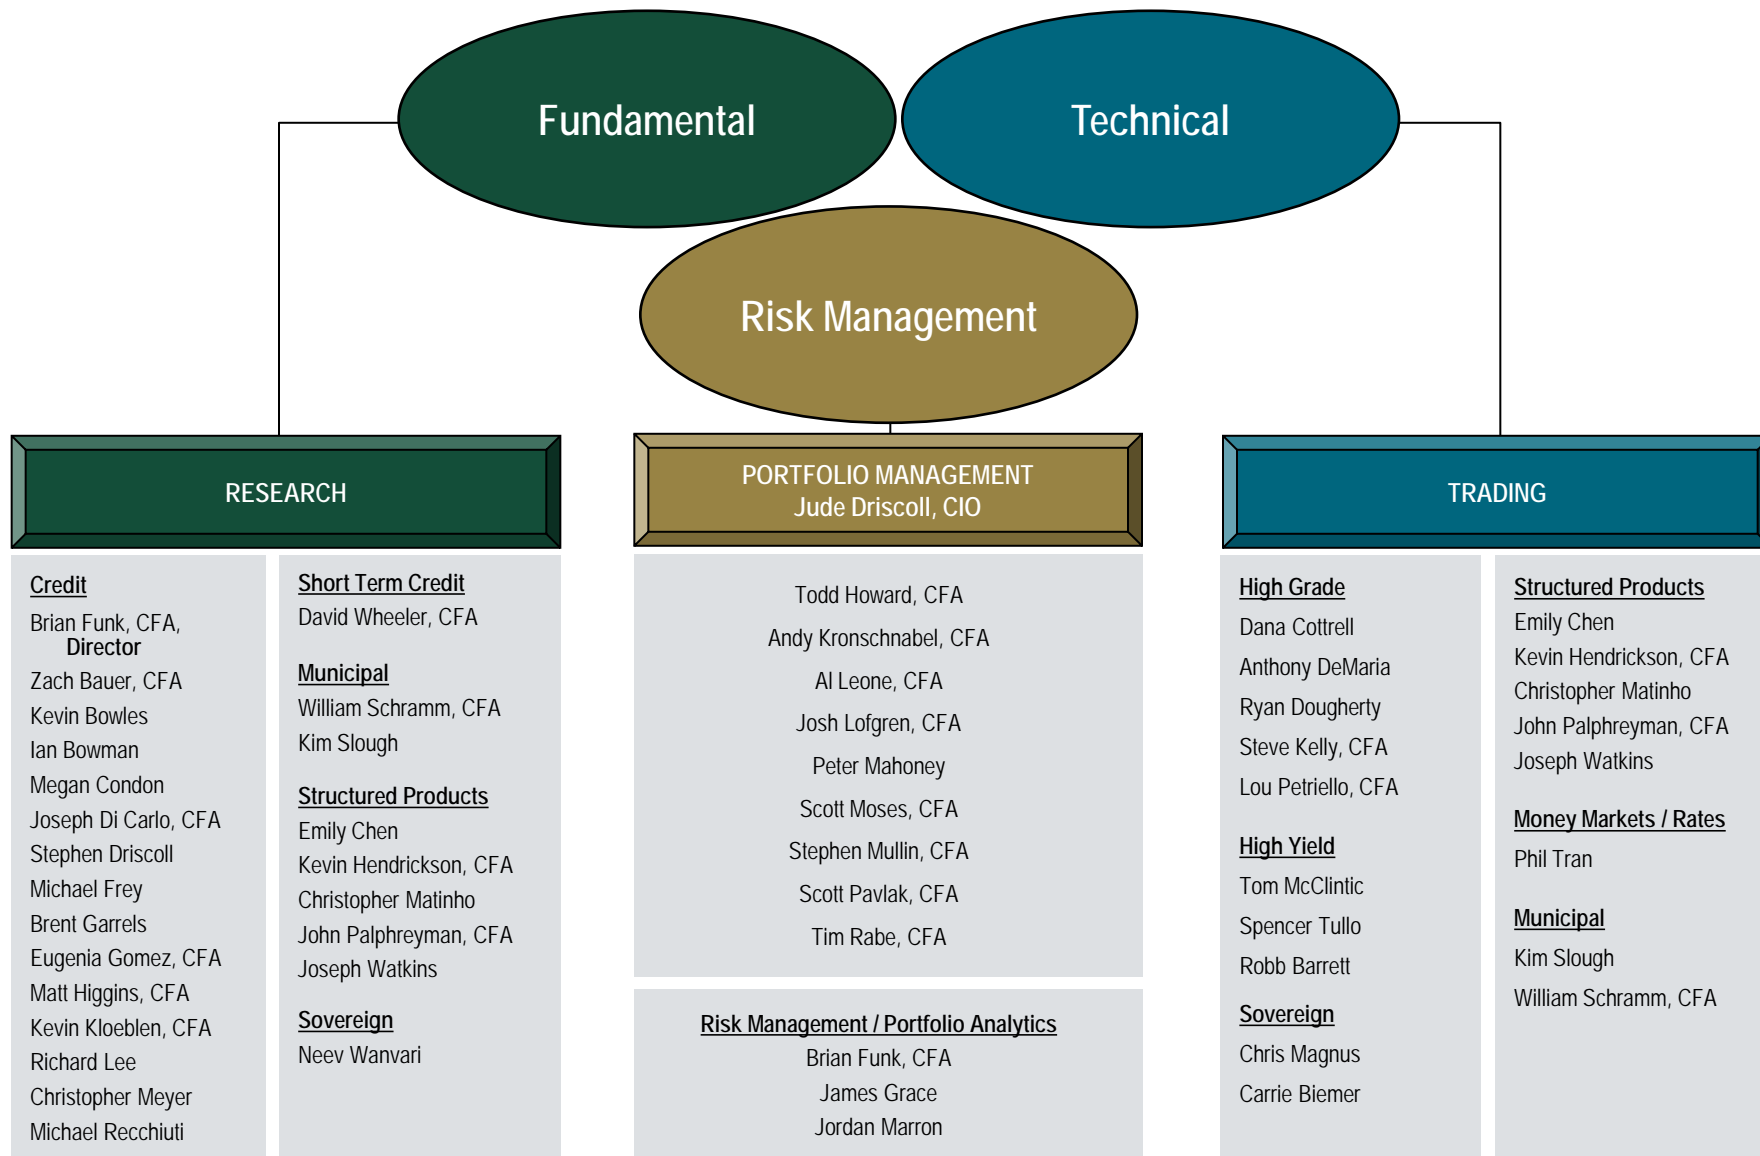 Fundamental
Technical
Risk Management
RESEARCH
Credit
Brian Funk, CFA,
Director
Zach Bauer, CFA
Kevin Bowles
Ian Bowman
Megan Condon
Joseph Di Carlo, CFA
Stephen Driscoll
Michael Frey
Brent Garrels
Eugenia Gomez, CFA
Matt Higgins, CFA
Kevin Kloeblen, CFA
Richard Lee
Christopher Meyer
Michael Recchiuti
Short Term Credit
David Wheeler, CFA
Municipal
William Schramm, CFA
Kim Slough
Structured Products
Emily Chen
Kevin Hendrickson, CFA
Christopher Matinho
John Palphreyman, CFA
Joseph Watkins
Sovereign
Neev Wanvari
PORTFOLIO MANAGEMENT
Jude Driscoll, CIO
Todd Howard, CFA
Andy Kronschnabel, CFA
Al Leone, CFA
Josh Lofgren, CFA
Peter Mahoney
Scott Moses, CFA
Stephen Mullin, CFA
Scott Pavlak, CFA
Tim Rabe, CFA
Risk Management / Portfolio Analytics
Brian Funk, CFA
James Grace
Jordan Marron
TRADING
High Grade
Dana Cottrell
Anthony DeMaria
Ryan Dougherty
Steve Kelly, CFA
Lou Petriello, CFA
High Yield
Tom McClintic
Spencer Tullo
Robb Barrett
Sovereign
Chris Magnus
Carrie Biemer
Structured Products
Emily Chen
Kevin Hendrickson, CFA
Christopher Matinho
John Palphreyman, CFA
Joseph Watkins
Money Markets / Rates
Phil Tran
Municipal
Kim Slough
William Schramm, CFA